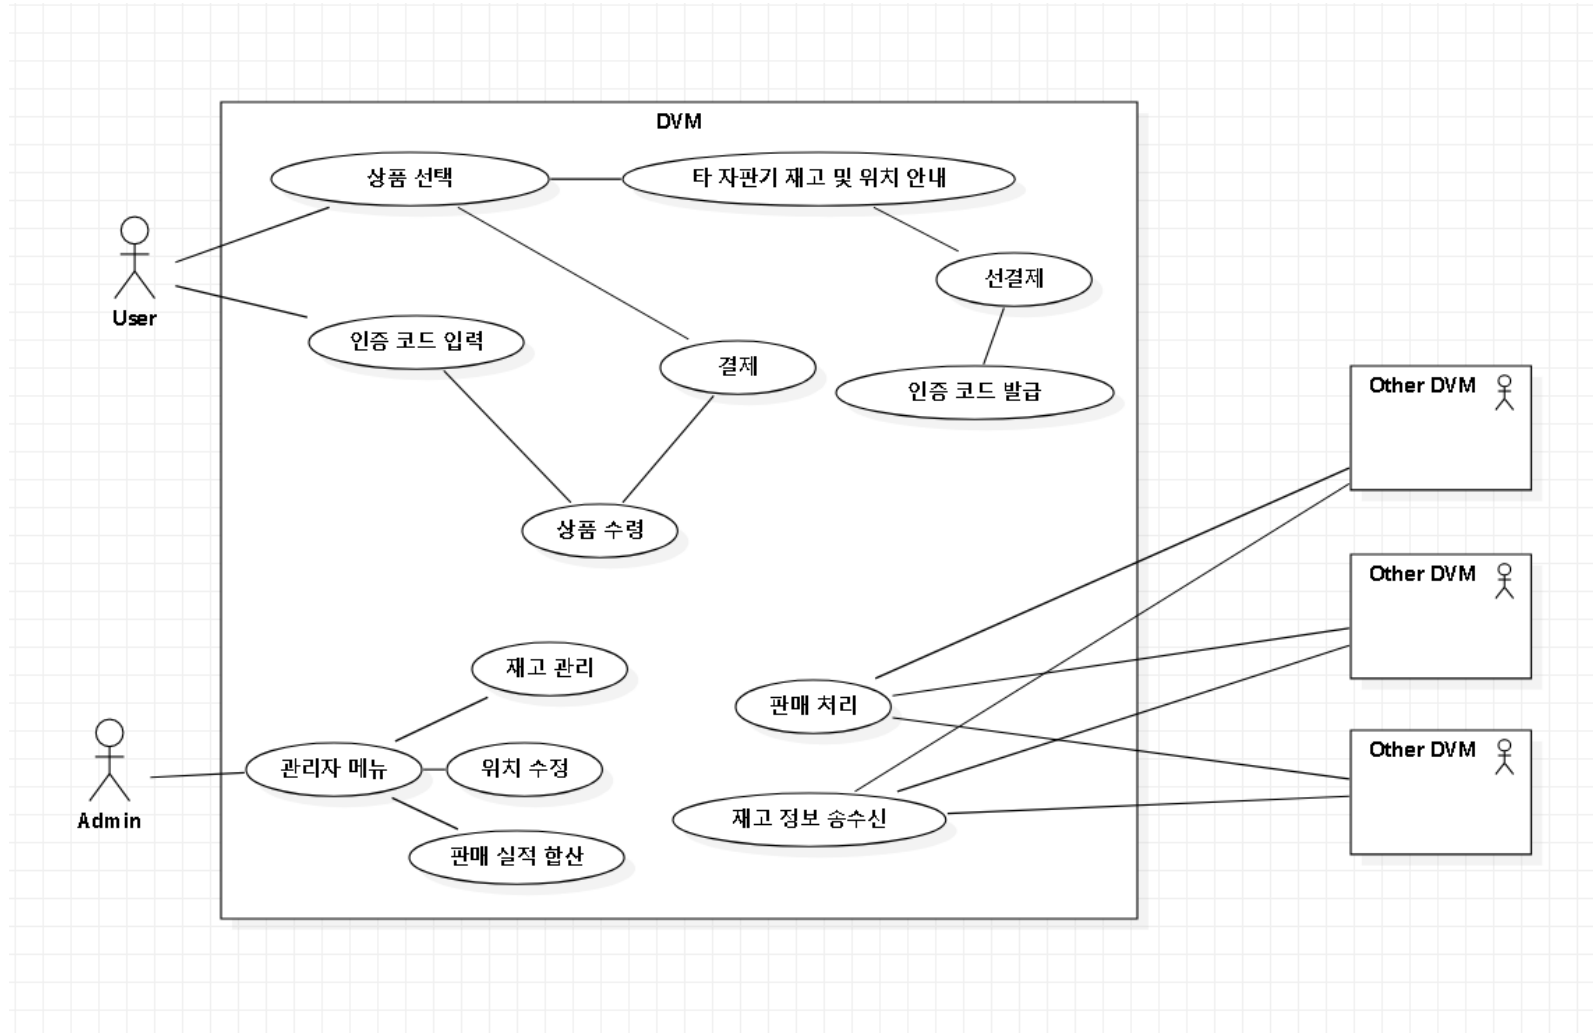 DVM
상품 선택
타 자판기 재고 및 위치 안내
선결제
User
인증 코드 입력
결제
인증 코드 발급
Other DVM
상품 수령
Other DVM
재고 관리
판매 처리
Other DVM
관리자 메뉴
위치 수정
Admin
재고 정보 송수신
판매 실적 합산